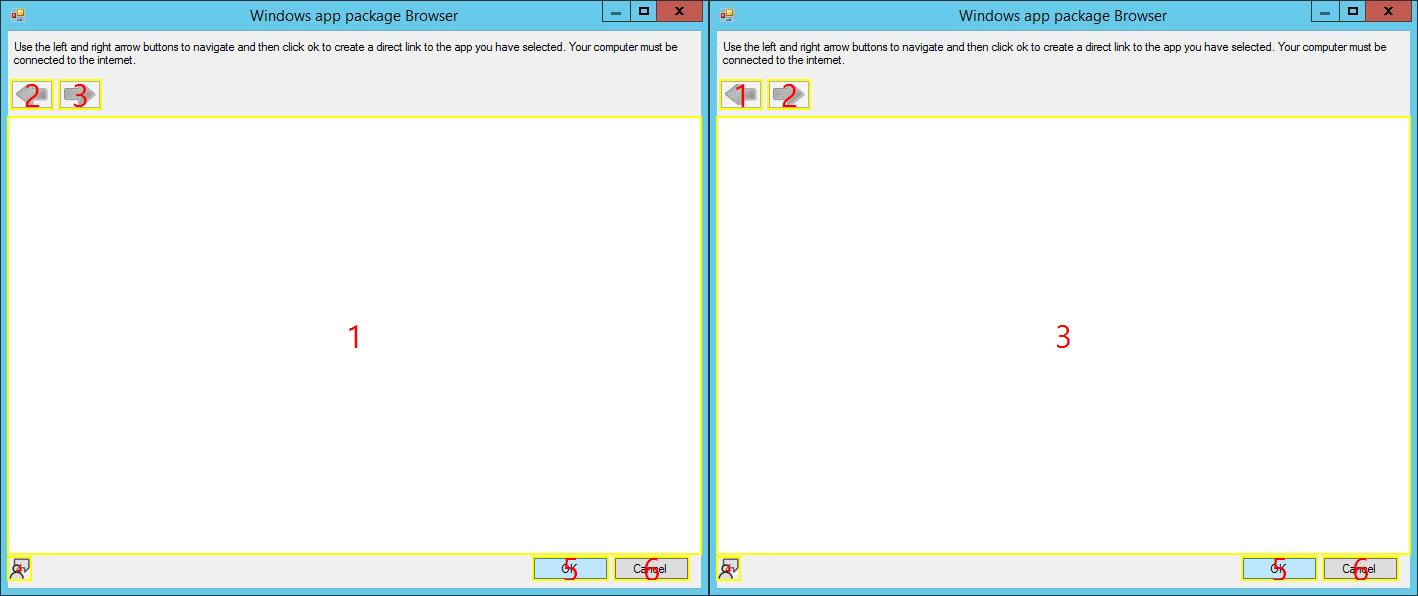 Windows app package Browser
Use the left and right arrow buttons to navigate and then click ok to create a direct link to the app you have selected. Your computer must be
connected to the internet.
2 3
1
4 5 OK 6 Cancel
Windows app package Browser
Use the left and right arrow buttons to navigate and then click ok to create a direct link to the app you have selected. Your computer must be
connected to the internet.
1 2
3
4 5 OK 6 Cancel